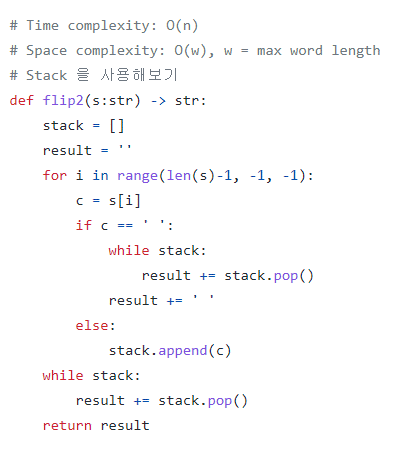 # Time complexity: O(n)
# Space complexity: O(w), w = max word length
# Stack 을 사용해보기
def flip2(s:str) -> str:
    stack = []
    result = ''
    for i in range(len(s)-1, -1, -1):
        c = s[i]
        if c == ' ':
            while stack:
                result += stack.pop()
            result += ' '
        else:
            stack.append(c)
    while stack:
        result += stack.pop()
    return result